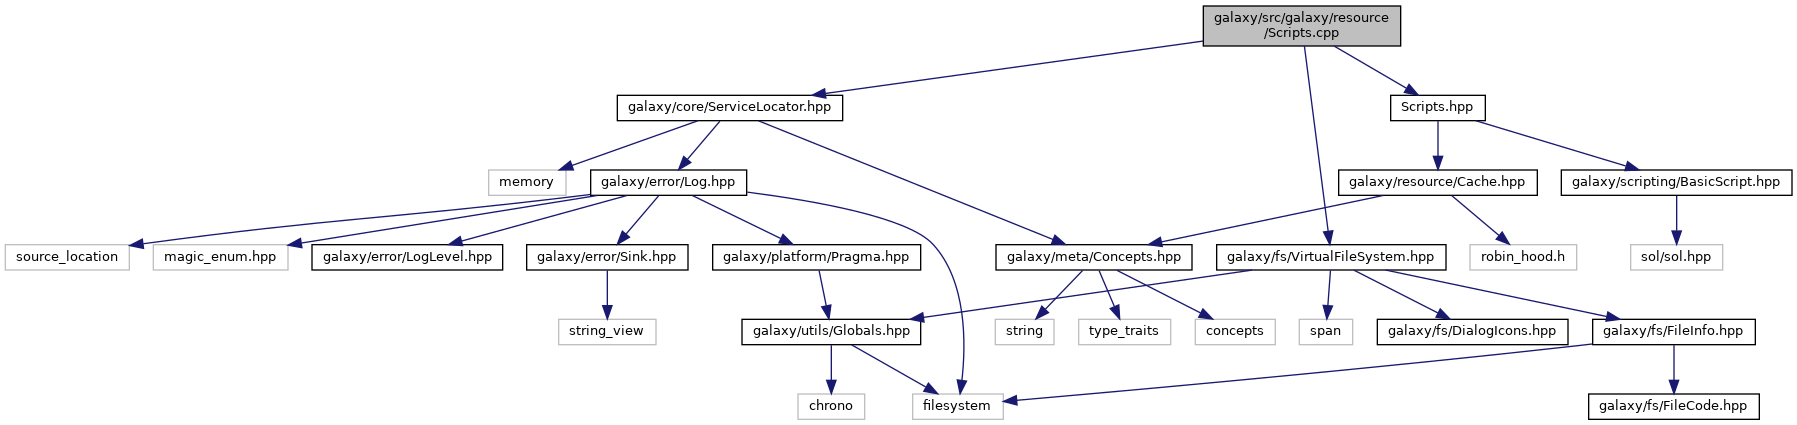 galaxy/src/galaxy/resource
/Scripts.cpp
galaxy/core/ServiceLocator.hpp
Scripts.hpp
memory
galaxy/error/Log.hpp
galaxy/resource/Cache.hpp
galaxy/scripting/BasicScript.hpp
source_location
magic_enum.hpp
galaxy/error/LogLevel.hpp
galaxy/error/Sink.hpp
galaxy/platform/Pragma.hpp
galaxy/meta/Concepts.hpp
galaxy/fs/VirtualFileSystem.hpp
robin_hood.h
sol/sol.hpp
string_view
galaxy/utils/Globals.hpp
string
type_traits
concepts
span
galaxy/fs/DialogIcons.hpp
galaxy/fs/FileInfo.hpp
chrono
filesystem
galaxy/fs/FileCode.hpp